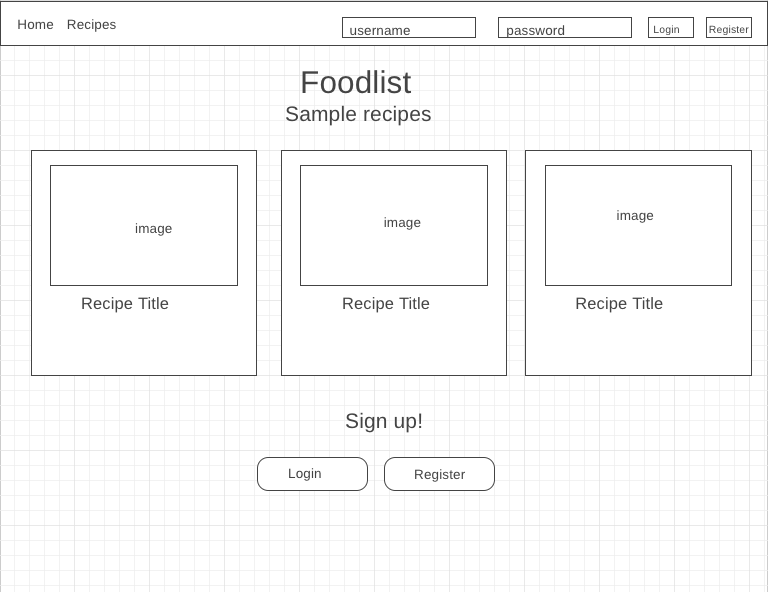 Home Recipes username password Login Register
Foodlist
Sample recipes
image image image
Recipe Title Recipe Title Recipe Title
Sign up!
Login Register